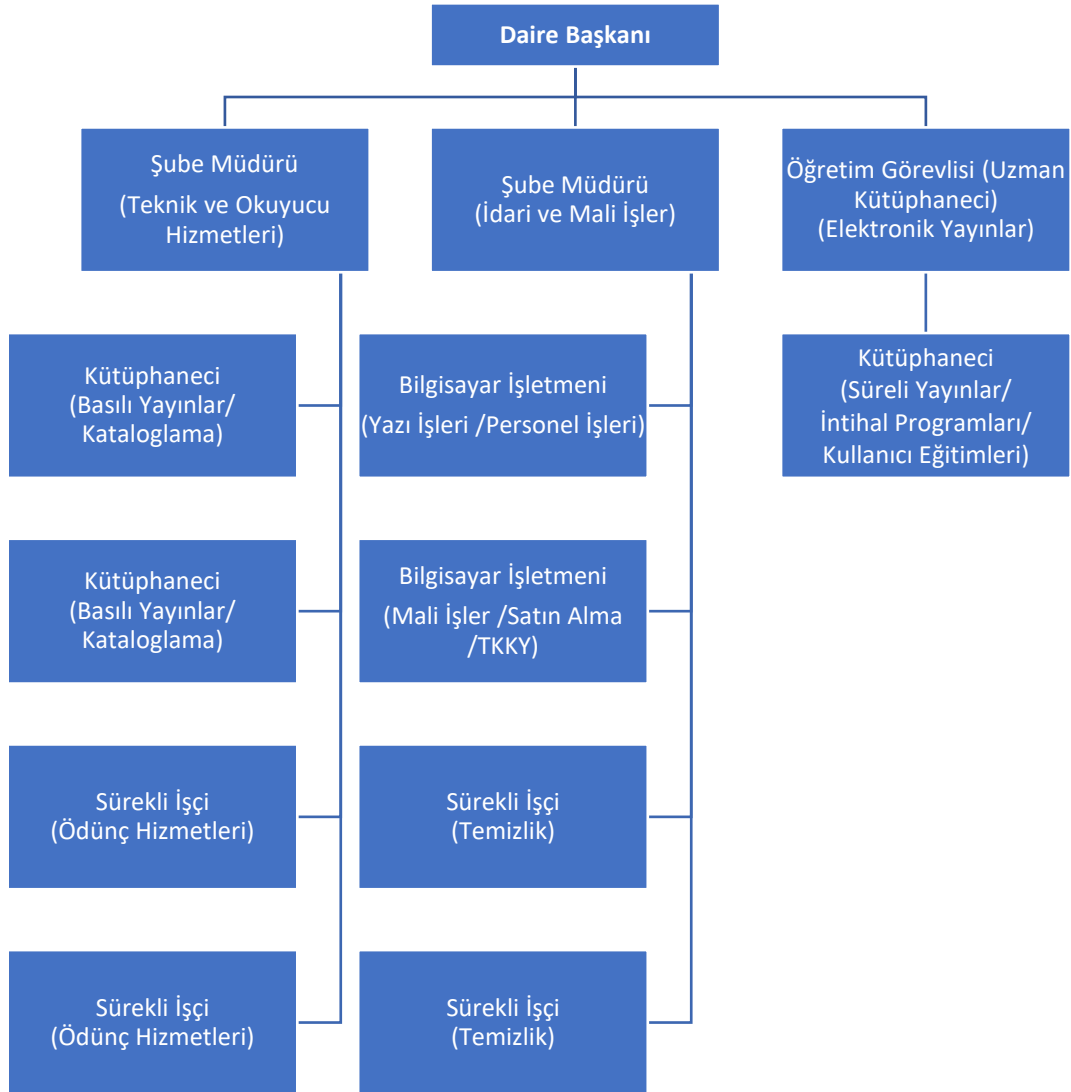 Daire Başkanı
Şube Müdürü
(Teknik ve Okuyucu
Hizmetleri)
Şube Müdürü
(İdari ve Mali İşler)
Öğretim Görevlisi (Uzman
Kütüphaneci)
(Elektronik Yayınlar)
Kütüphaneci
(Basılı Yayınlar/
Kataloglama)
Bilgisayar İşletmeni
(Yazı İşleri /Personel İşleri)
Kütüphaneci
(Süreli Yayınlar/
İntihal Programları/
Kullanıcı Eğitimleri)
Kütüphaneci
(Basılı Yayınlar/
Kataloglama)
Bilgisayar İşletmeni
(Mali İşler /Satın Alma
/TKKY)
Sürekli İşçi
(Ödünç Hizmetleri)
Sürekli İşçi
(Temizlik)
Sürekli İşçi
(Ödünç Hizmetleri)
Sürekli İşçi
(Temizlik)